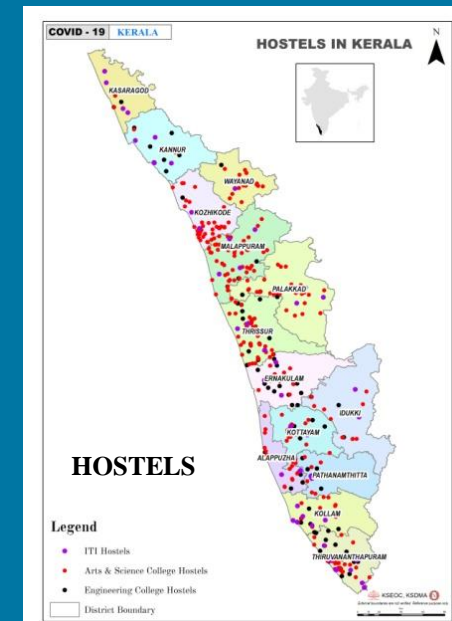 COVID - 19 KERALA
HOSTELS IN KERALA
N
KASARAGOD
KANNUR
WAYANAD
KOZHIKODE
MALAPPURAM
PALAKKAD
THRISSUR
ERNAKULAM
IDUKKI
KOTTAYAM
ALAPPUZHA
PATHANAMTHITTA
KOLLAM
THIRUVANANTHAPURAM
HOSTELS
Legend
ITI Hostels
Arts & Science College Hostels
Engineering College Hostels
District Boundary
KSEOC, KSDMA